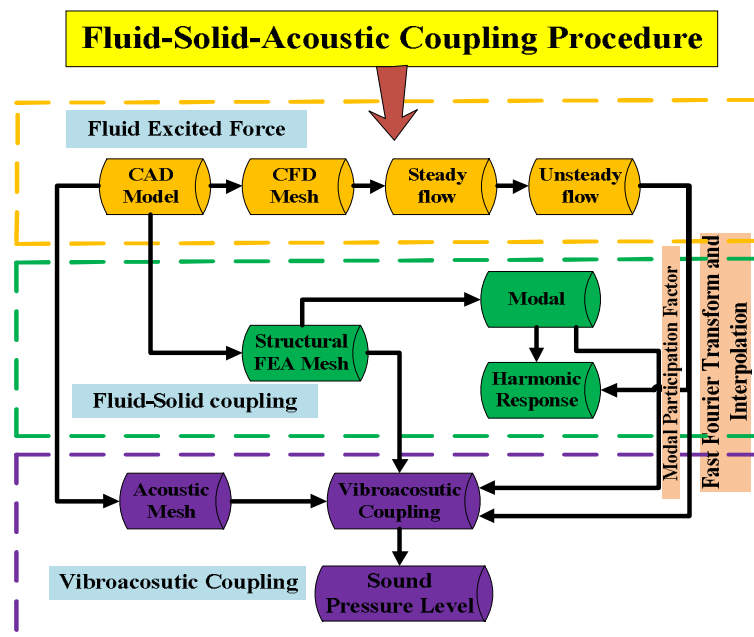 Fluid-Solid-Acoustic Coupling Procedure
Fluid Excited Force
CAD
Model
CFD
Mesh
Steady
flow
Unsteady
flow
Modal
Structural
FEA Mesh
Harmonic
Response
Fluid-Solid coupling
Modal Participation Factor
Fast Fourier Transform and
Interpolation
Acoustic
Mesh
Vibroacosutic
Coupling
Vibroacosutic Coupling
Sound
Pressure Level